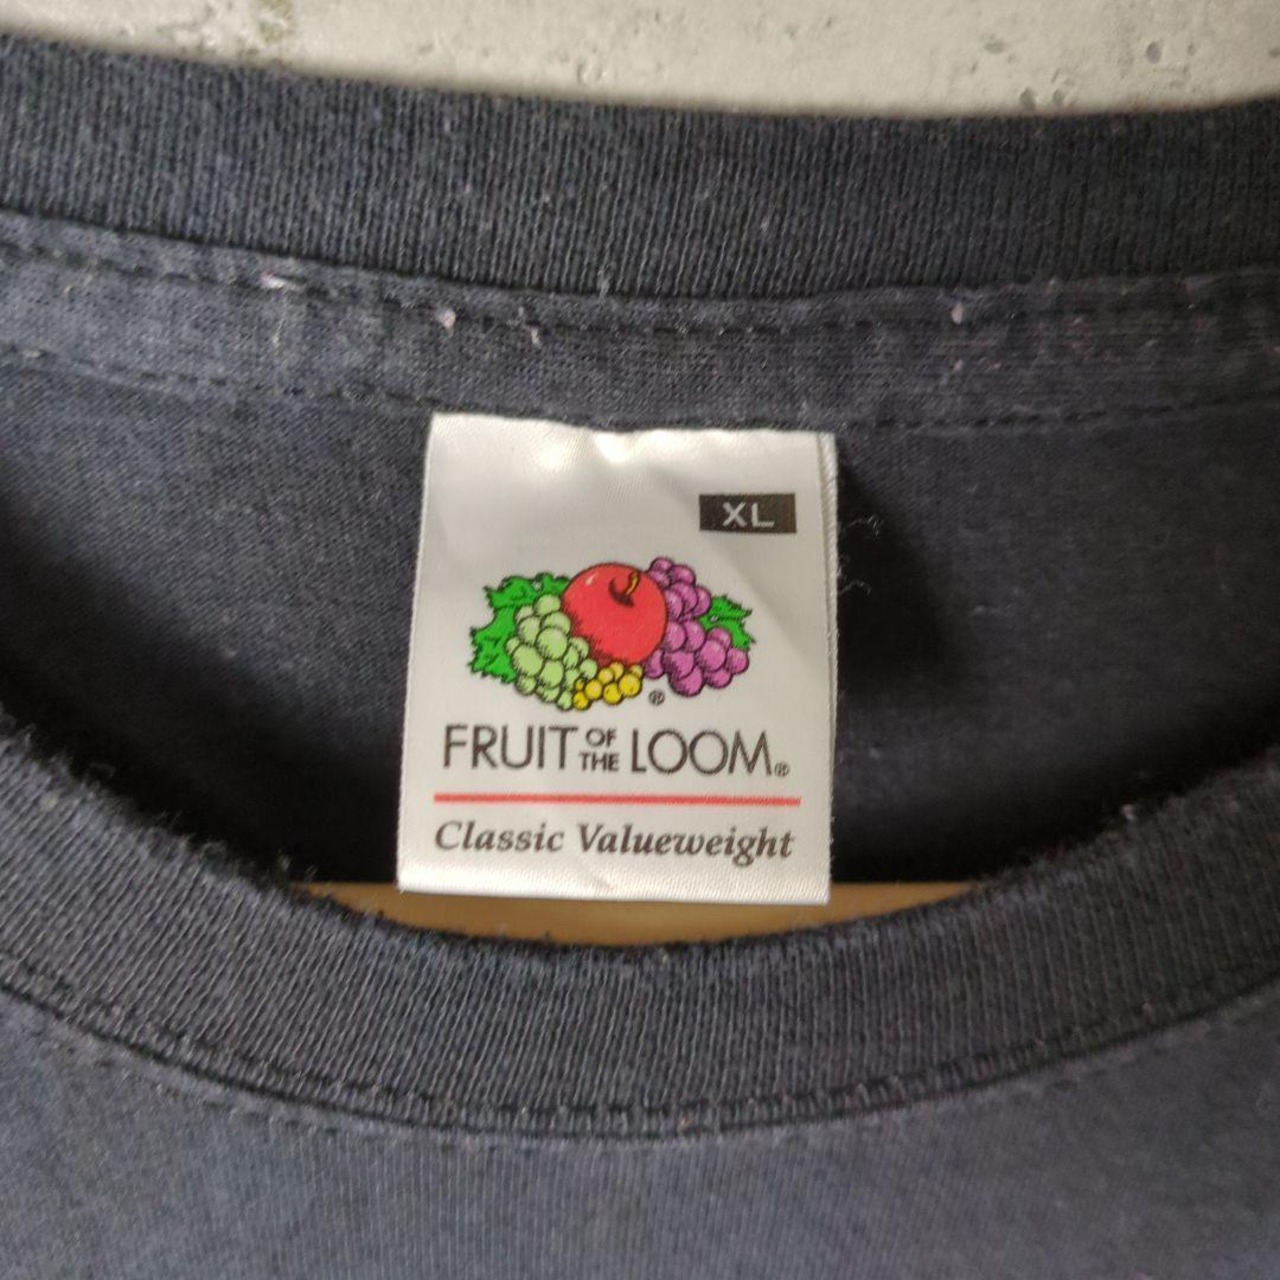 XL
®
FRUIT OF THE LOOM®
Classic Valueweight